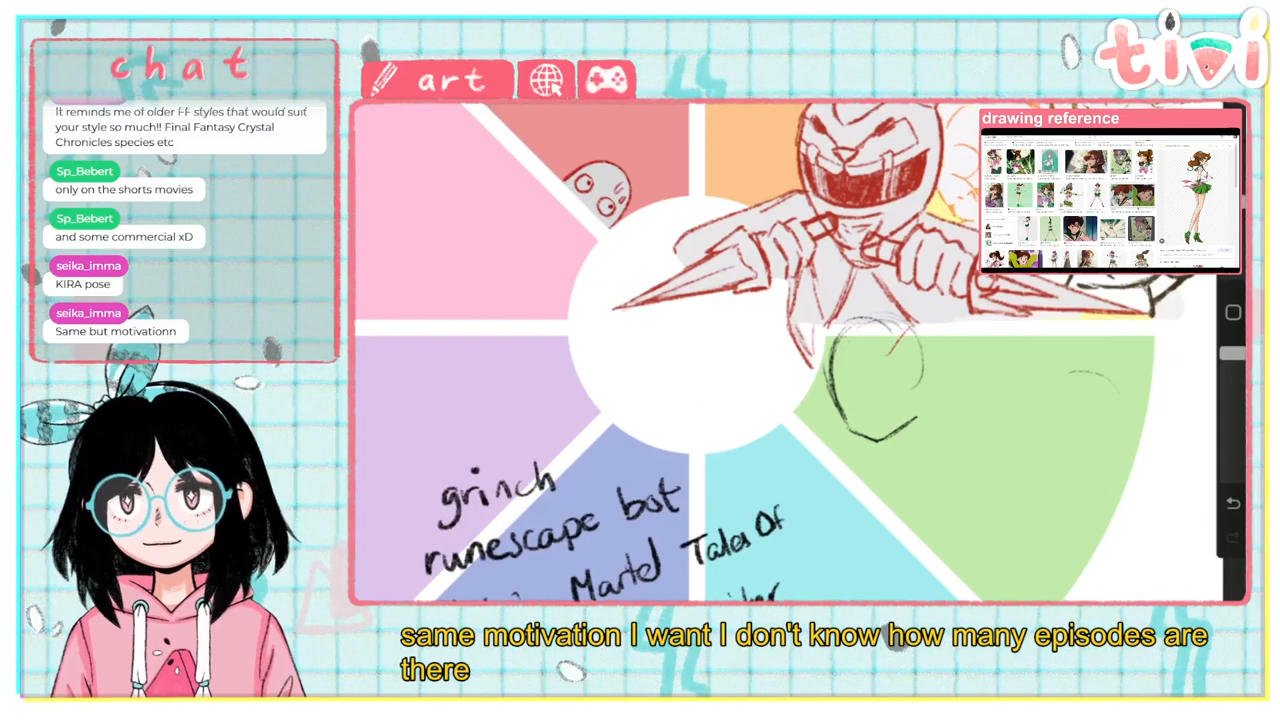 chat
It reminds me of older FF styles that would suit
your style so much!! Final Fantasy Crystal
Chronicles species etc
Sp_Bebert
only on the shorts movies
Sp_Bebert
and some commercial xD
seika_imma
KIRA pose
seika_imma
Same but motivationn
art
tivi
drawing reference
grinch
runescape bot
Martel Tales Of
same motivation I want I don't know how many episodes are
there